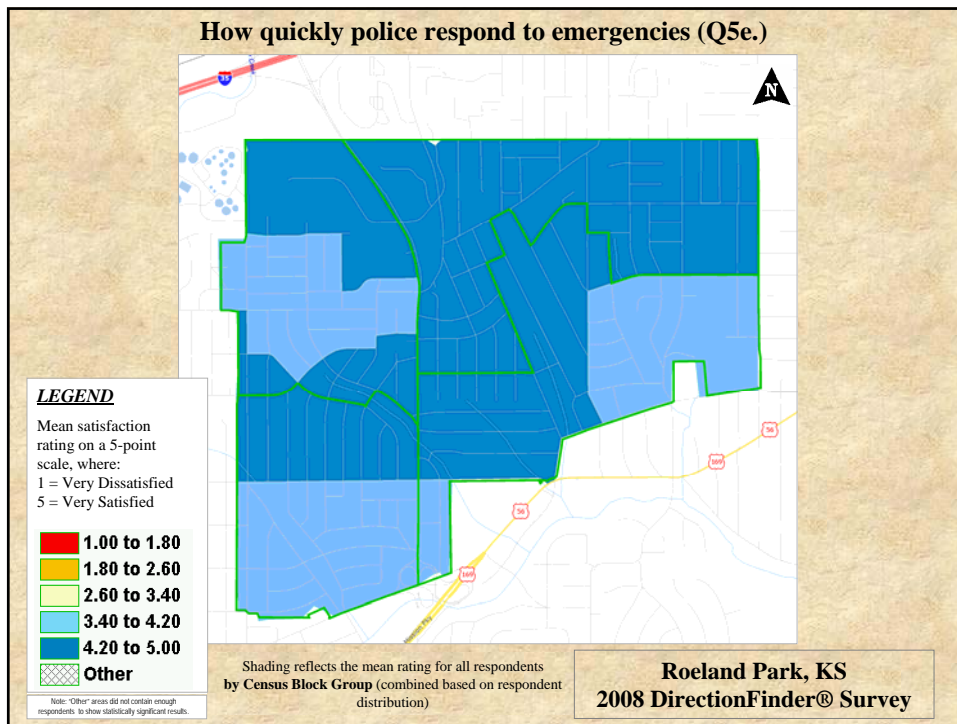 How quickly police respond to emergencies (Q5e.)
35
N
LEGEND
Mean satisfaction
rating on a 5-point
scale, where:
1 = Very Dissatisfied
5 = Very Satisfied
1.00 to 1.80
1.80 to 2.60
2.60 to 3.40
3.40 to 4.20
4.20 to 5.00
Other
Note: "Other" areas did not contain enough
respondents to show statistically significant results.
56
169
56
169
Shading reflects the mean rating for all respondents
by Census Block Group (combined based on respondent
distribution)
Roeland Park, KS
2008 DirectionFinder® Survey